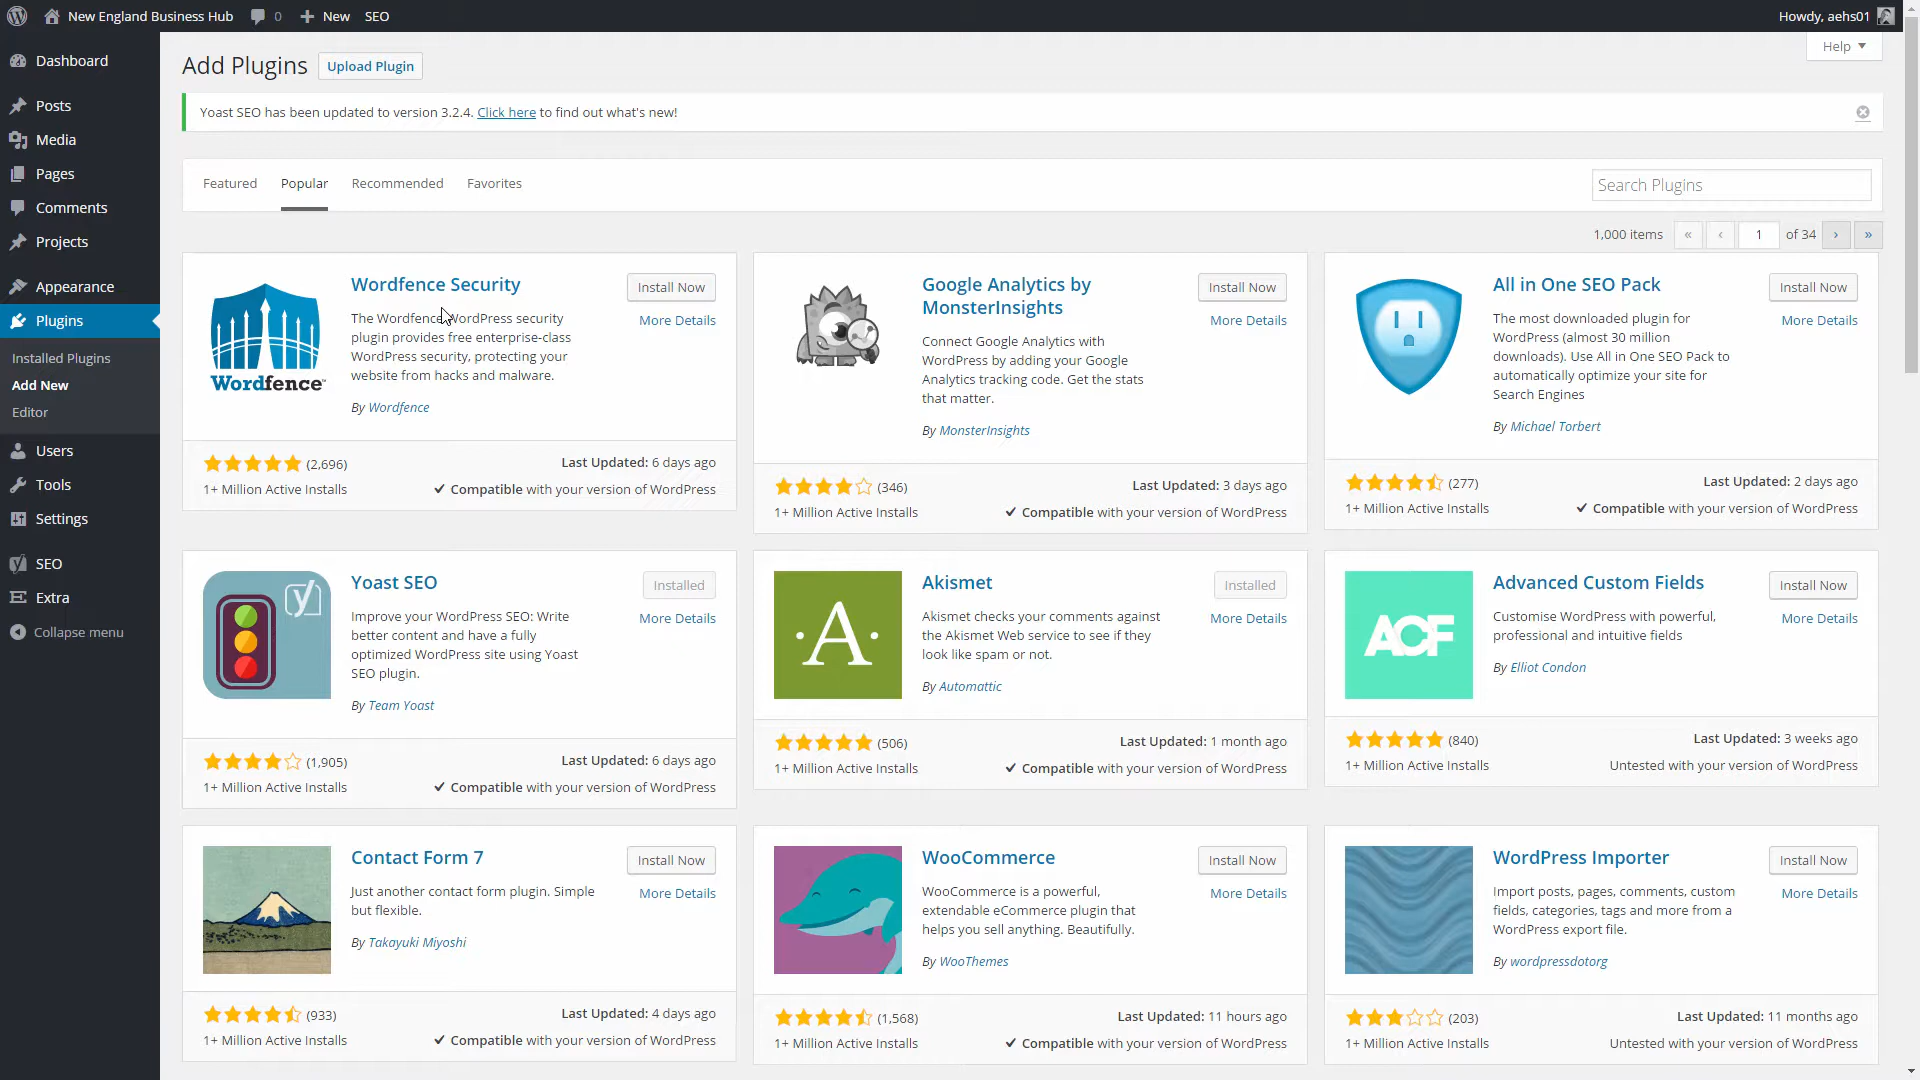 New England Business Hub 0 New SEO Howdy, aehs01
Help
Dashboard
Posts
Media
Pages
Comments
Projects
Appearance
Plugins
Installed Plugins
Add New
Editor
Users
Tools
Settings
SEO
Extra
Collapse menu
Add Plugins Upload Plugin
Yoast SEO has been updated to version 3.2.4. Click here to find out what's new!
Featured Popular Recommended Favorites Search Plugins
1,000 items « ‹ 1 of 34 › »
Wordfence
Wordfence Security
Install Now
More Details
The Wordfence WordPress security
plugin provides free enterprise-class
WordPress security, protecting your
website from hacks and malware.
By Wordfence
(2,696)
Last Updated: 6 days ago
1+ Million Active Installs
Compatible with your version of WordPress
Google Analytics by
MonsterInsights
Install Now
More Details
Connect Google Analytics with
WordPress by adding your Google
Analytics tracking code. Get the stats
that matter.
By MonsterInsights
(346)
Last Updated: 3 days ago
1+ Million Active Installs
Compatible with your version of WordPress
All in One SEO Pack
Install Now
More Details
The most downloaded plugin for
WordPress (almost 30 million
downloads). Use All in One SEO Pack to
automatically optimize your site for
Search Engines
By Michael Torbert
(277)
Last Updated: 2 days ago
1+ Million Active Installs
Compatible with your version of WordPress
Yoast SEO
Installed
More Details
Improve your WordPress SEO: Write
better content and have a fully
optimized WordPress site using Yoast
SEO plugin.
By Team Yoast
(1,905)
Last Updated: 6 days ago
1+ Million Active Installs
Compatible with your version of WordPress
A
Akismet
Installed
More Details
Akismet checks your comments against
the Akismet Web service to see if they
look like spam or not.
By Automattic
(506)
Last Updated: 1 month ago
1+ Million Active Installs
Compatible with your version of WordPress
ACF
Advanced Custom Fields
Install Now
More Details
Customise WordPress with powerful,
professional and intuitive fields
By Elliot Condon
(840)
Last Updated: 3 weeks ago
1+ Million Active Installs
Untested with your version of WordPress
Contact Form 7
Install Now
More Details
Just another contact form plugin. Simple
but flexible.
By Takayuki Miyoshi
(933)
Last Updated: 4 days ago
1+ Million Active Installs
Compatible with your version of WordPress
WooCommerce
Install Now
More Details
WooCommerce is a powerful,
extendable eCommerce plugin that
helps you sell anything. Beautifully.
By WooThemes
(1,568)
Last Updated: 11 hours ago
1+ Million Active Installs
Compatible with your version of WordPress
WordPress Importer
Install Now
More Details
Import posts, pages, comments, custom
fields, categories, tags and more from a
WordPress export file.
By wordpressdotorg
(203)
Last Updated: 11 months ago
1+ Million Active Installs
Untested with your version of WordPress